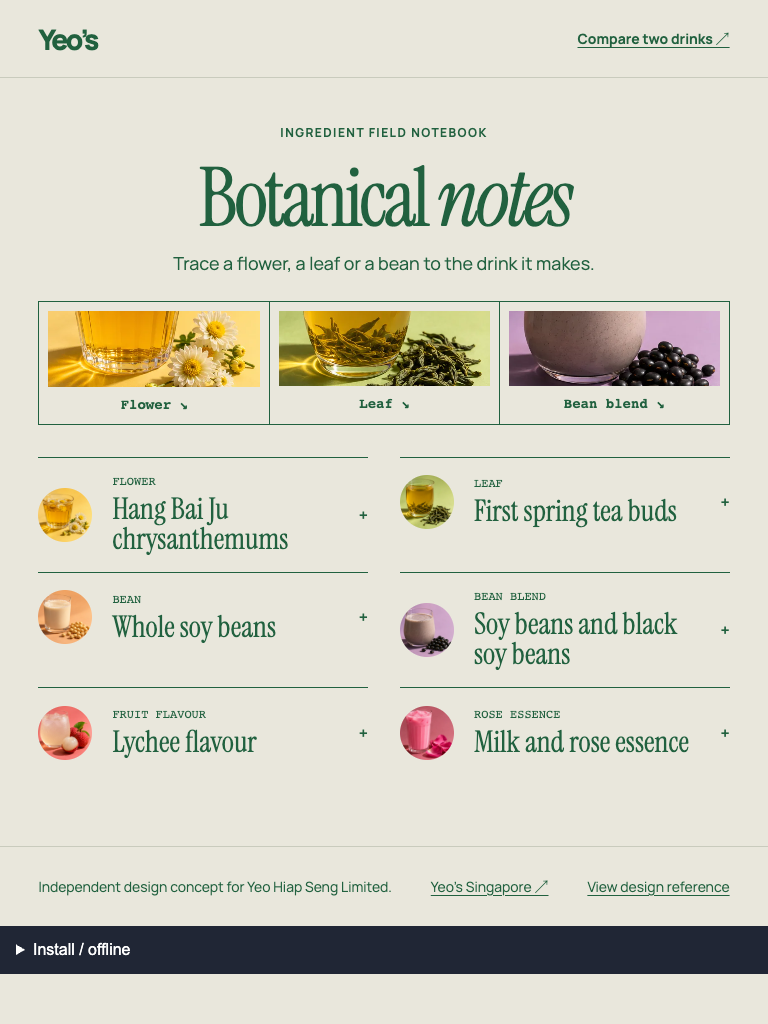 Yeo's
Compare two drinks ↗
INGREDIENT FIELD NOTEBOOK
Botanical notes
Trace a flower, a leaf or a bean to the drink it makes.
Flower ↘
Leaf ↘
Bean blend ↘
FLOWER
Hang Bai Ju
chrysanthemums
+
LEAF
First spring tea buds
+
BEAN
Whole soy beans
+
BEAN BLEND
Soy beans and black
soy beans
+
FRUIT FLAVOUR
Lychee flavour
+
ROSE ESSENCE
Milk and rose essence
+
Independent design concept for Yeo Hiap Seng Limited.
Yeo's Singapore ↗
View design reference
▶ Install / offline